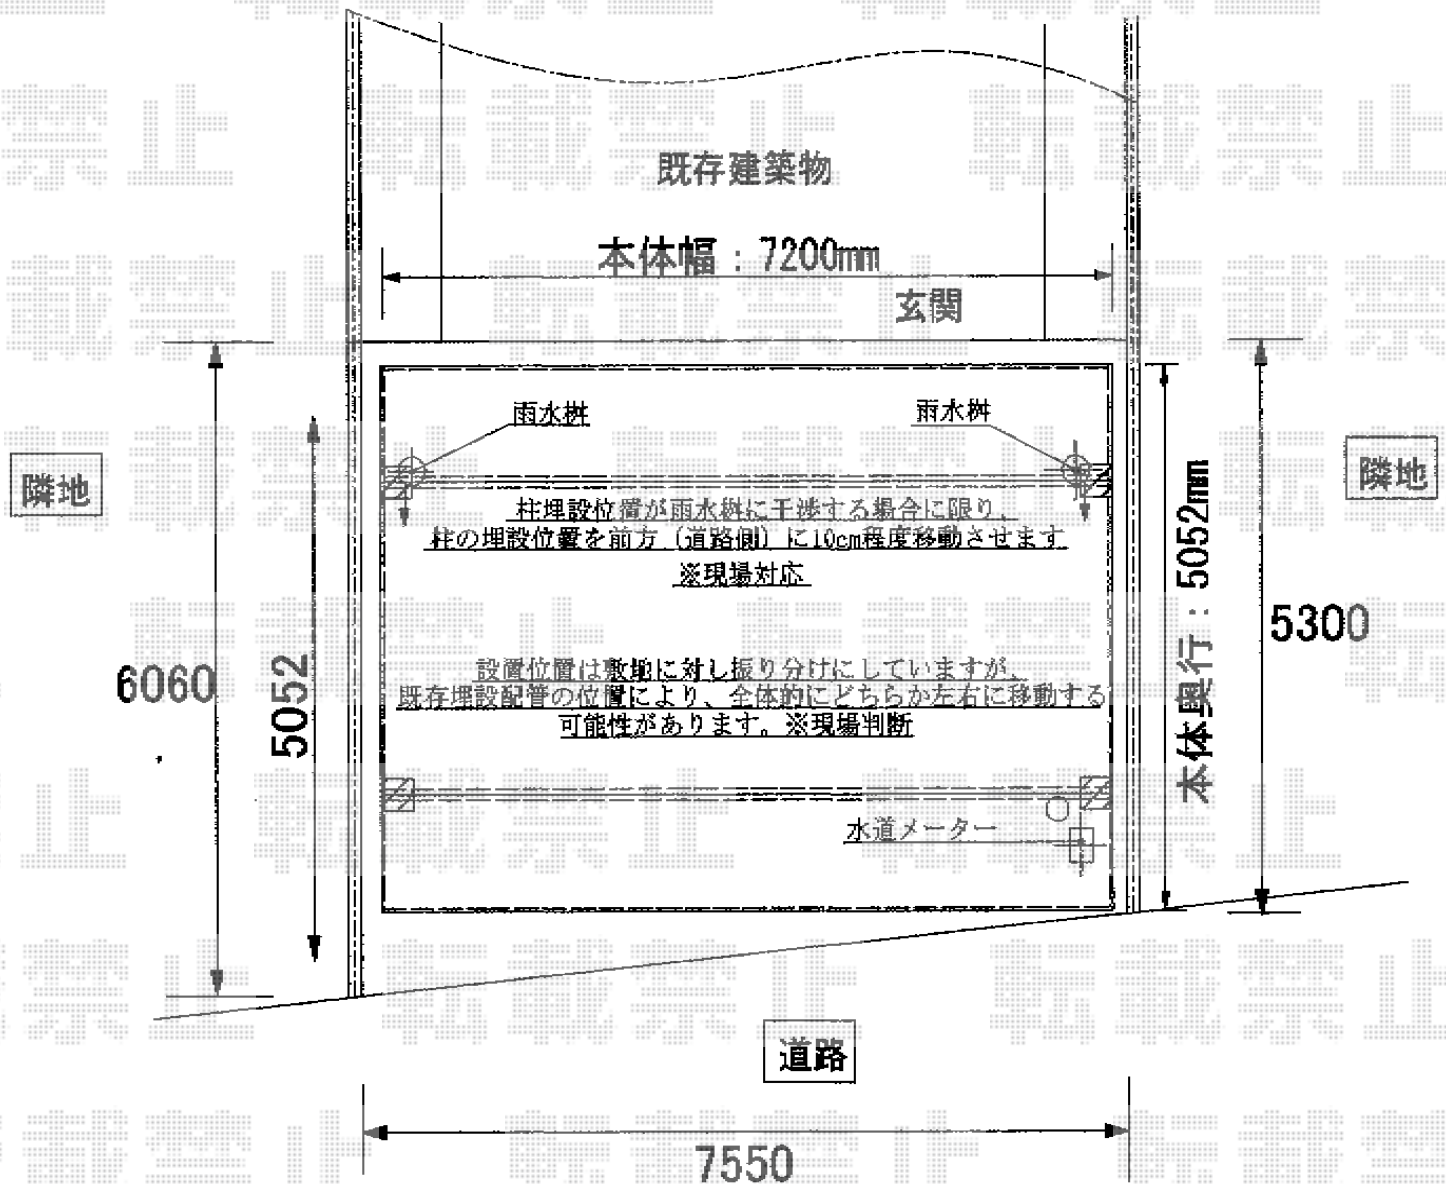 既存建築物
本体幅：7200mm
玄関
雨水桝
雨水桝
隣地
隣地
柱埋設位置が雨水桝に干渉する場合に限り、
柱の埋設位置を前方（道路側）に10cm程度移動させます
※現場対応
本体奥行：5052mm
5300
6060
5052
設置位置は敷地に対し振り分けにしていますが、
既存埋設配管の位置により、全体的にどちらか左右に移動する
可能性があります。※現場判断
水道メーター
道路
7550
転載禁止